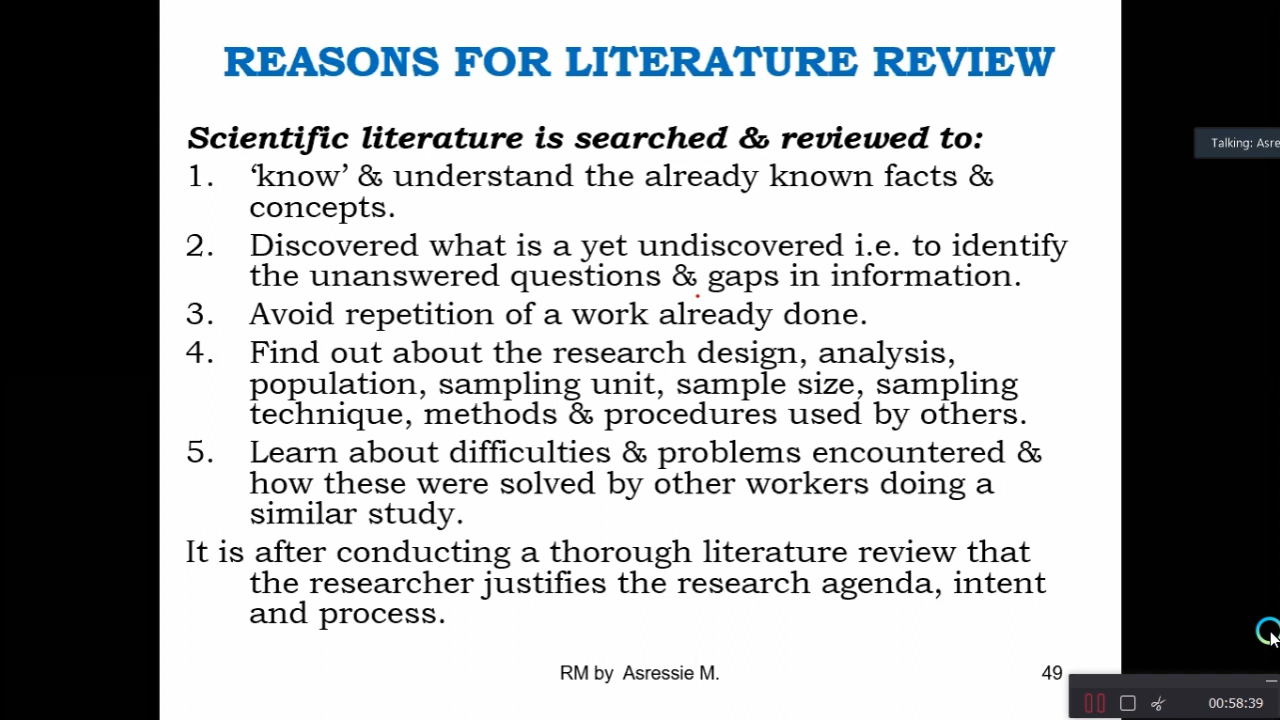 REASONS FOR LITERATURE REVIEW
Scientific literature is searched & reviewed to:
1. ‘know’ & understand the already known facts &
concepts.
2. Discovered what is a yet undiscovered i.e. to identify
the unanswered questions & gaps in information.
3. Avoid repetition of a work already done.
4. Find out about the research design, analysis,
population, sampling unit, sample size, sampling
technique, methods & procedures used by others.
5. Learn about difficulties & problems encountered &
how these were solved by other workers doing a
similar study.
It is after conducting a thorough literature review that
the researcher justifies the research agenda, intent
and process.
RM by Asressie M.
49
Talking: Asre
00:58:39